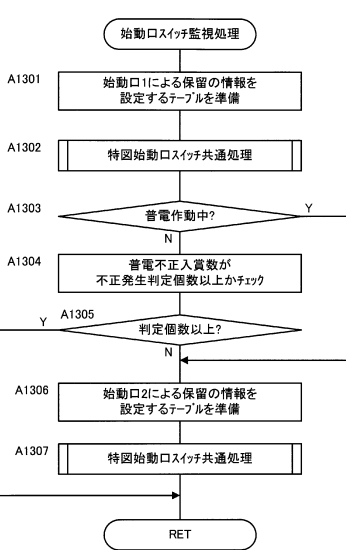 始動口スイッチ監視処理
A1301
始動口1による保留の情報を
設定するテーブルを準備
A1302
特図始動口スイッチ共通処理
A1303
普電作動中?
Y
N
A1304
普電不正入賞数が
不正発生判定個数以上かチェック
A1305
Y
判定個数以上?
N
A1306
始動口2による保留の情報を
設定するテーブルを準備
A1307
特図始動口スイッチ共通処理
RET